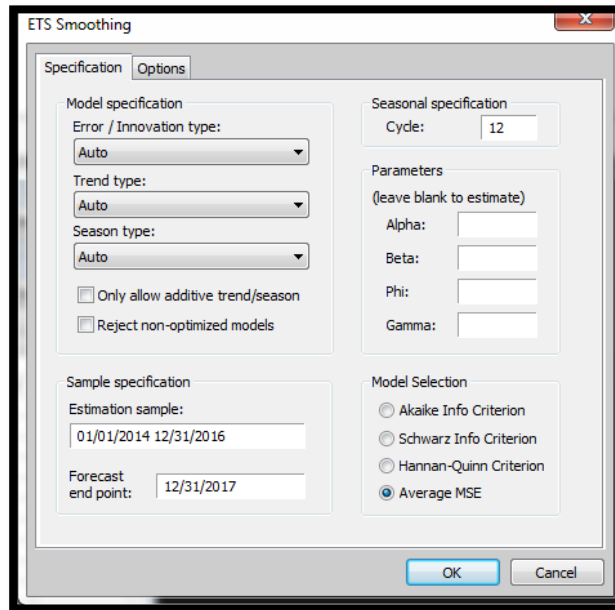 ETS Smoothing
Specification
Options
Model specification
Error / Innovation type:
Auto
Trend type:
Auto
Season type:
Auto
Only allow additive trend/season
Reject non-optimized models
Seasonal specification
Cycle: 12
Parameters
(leave blank to estimate)
Alpha:
Beta:
Phi:
Gamma:
Sample specification
Estimation sample:
01/01/2014 12/31/2016
Forecast
end point: 12/31/2017
Model Selection
Akaike Info Criterion
Schwarz Info Criterion
Hannan-Quinn Criterion
Average MSE
OK
Cancel